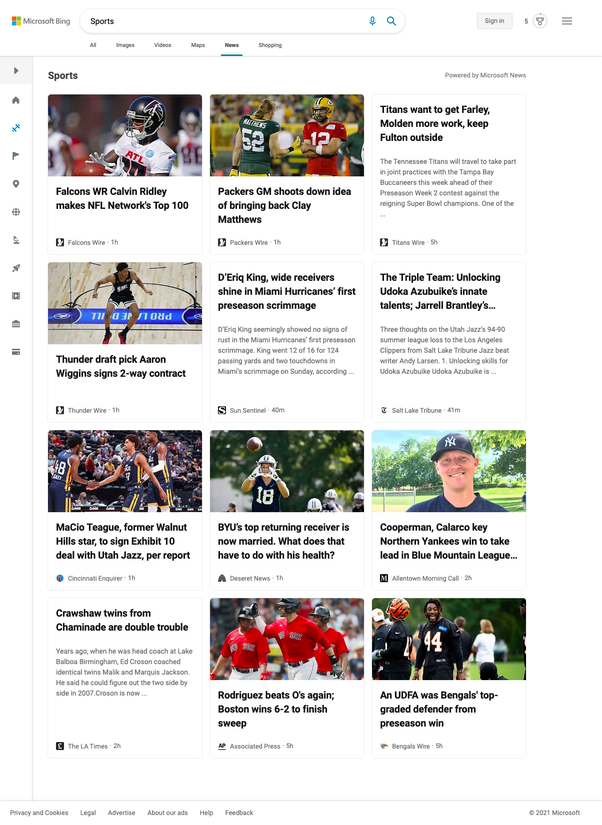 Microsoft Bing
Sports
Sign in
5
All
Images
Videos
Maps
News
Shopping
Sports
Powered by Microsoft News
Falcons WR Calvin Ridley
makes NFL Network's Top 100
Falcons Wire · 1h
MATTHEWS
52
12
Packers GM shoots down idea
of bringing back Clay
Matthews
Packers Wire · 1h
Titans want to get Farley,
Molden more work, keep
Fulton outside
The Tennessee Titans will travel to take part
in joint practices with the Tampa Bay
Buccaneers this week ahead of their
Preseason Week 2 contest against the
reigning Super Bowl champions. One of the
...
Titans Wire · 5h
Thunder draft pick Aaron
Wiggins signs 2-way contract
Thunder Wire · 1h
D'Eriq King, wide receivers
shine in Miami Hurricanes' first
preseason scrimmage
D'Eriq King seemingly showed no signs of
rust in the Miami Hurricanes' first preseason
scrimmage. King went 12 of 16 for 124
passing yards and two touchdowns in
Miami's scrimmage on Sunday, according ...
Sun Sentinel · 40m
The Triple Team: Unlocking
Udoka Azubuike's innate
talents; Jarrell Brantley's...
Three thoughts on the Utah Jazz's 94-90
summer league loss to the Los Angeles
Clippers from Salt Lake Tribune Jazz beat
writer Andy Larsen. 1. Unlocking skills for
Udoka Azubuike Udoka Azubuike is ...
Salt Lake Tribune · 41m
48
MaCio Teague, former Walnut
Hills star, to sign Exhibit 10
deal with Utah Jazz, per report
Cincinnati Enquirer · 1h
18
BYU's top returning receiver is
now married. What does that
have to do with his health?
Deseret News · 1h
Cooperman, Calarco key
Northern Yankees win to take
lead in Blue Mountain League...
Allentown Morning Call · 2h
Crawshaw twins from
Chaminade are double trouble
Years ago, when he was head coach at Lake
Balboa Birmingham, Ed Croson coached
identical twins Malik and Marquis Jackson.
He said he could figure out the two side by
side in 2007.Croson is now ...
The LA Times · 2h
Rodriguez beats O's again;
Boston wins 6-2 to finish
sweep
AP
Associated Press · 5h
44
An UDFA was Bengals' top-
graded defender from
preseason win
Bengals Wire · 5h
Privacy and Cookies
Legal
Advertise
About our ads
Help
Feedback
© 2021 Microsoft